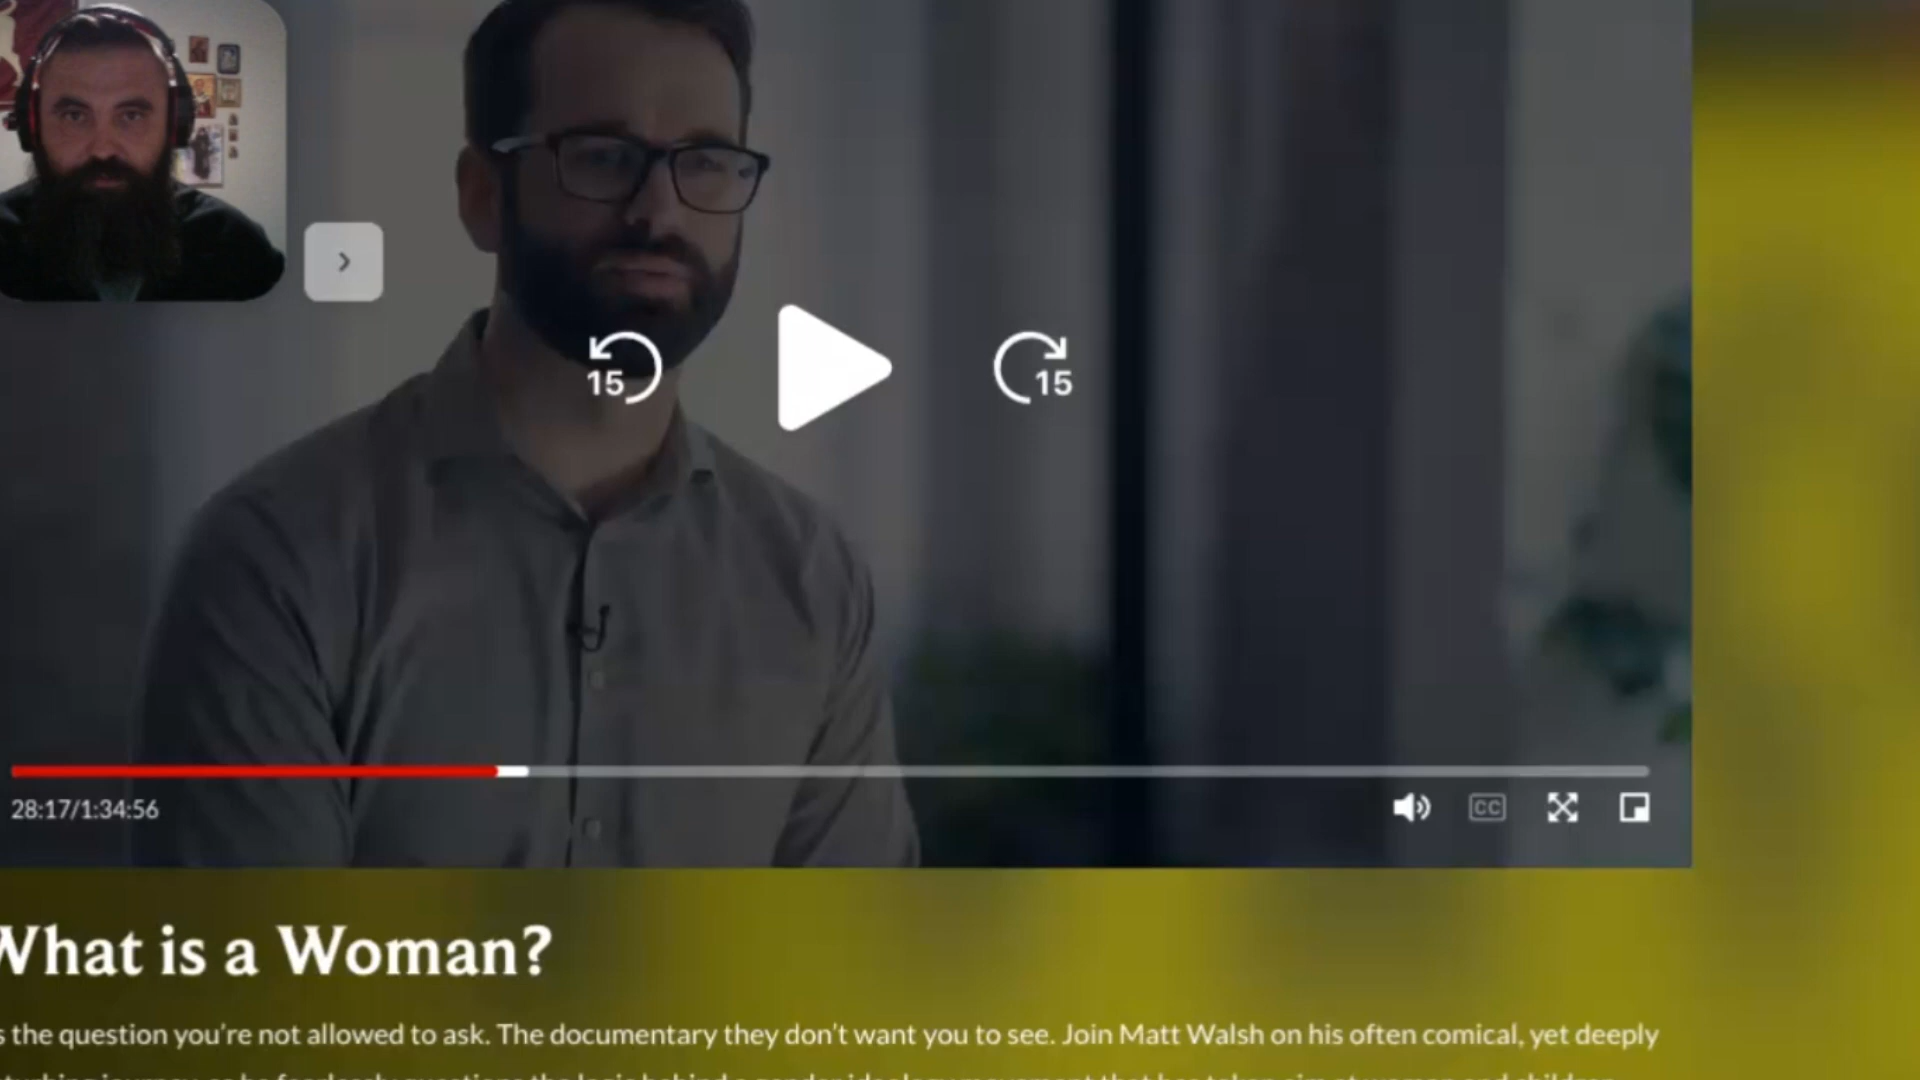 15
15
28:17/1:34:56
CC
What is a Woman?
s the question you're not allowed to ask. The documentary they don't want you to see. Join Matt Walsh on his often comical, yet deeply